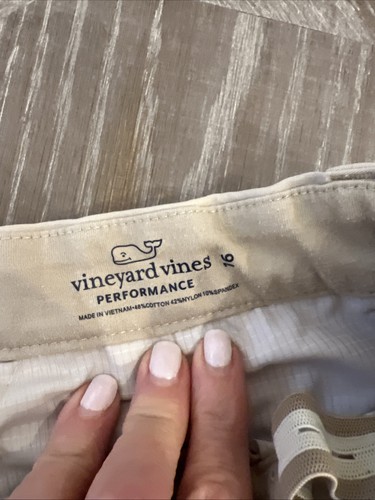 vineyard vines 16
PERFORMANCE
MADE IN VIETNAM•48%COTTON 42%NYLON 10%SPANDEX